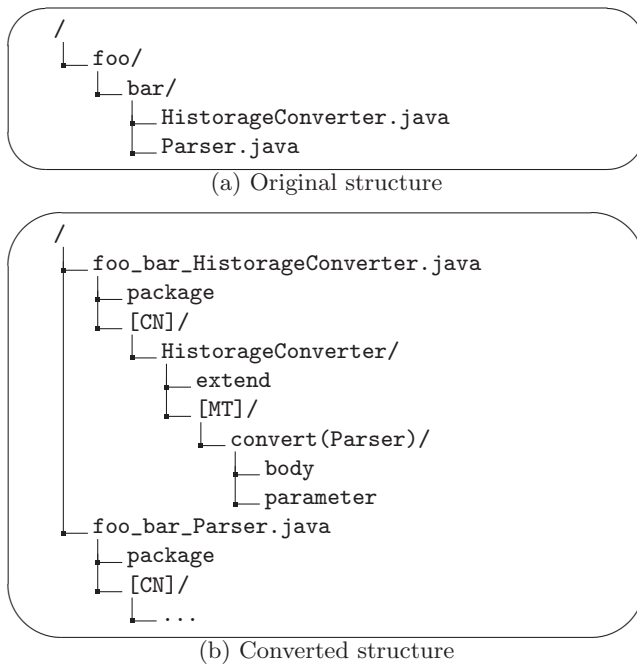 /
foo/
bar/
HistorageConverter.java
Parser.java
(a) Original structure
/
foo_bar_HistorageConverter.java
package
[CN]/
HistorageConverter/
extend
[MT]/
convert(Parser)/
body
parameter
foo_bar_Parser.java
package
[CN]/
...
(b) Converted structure